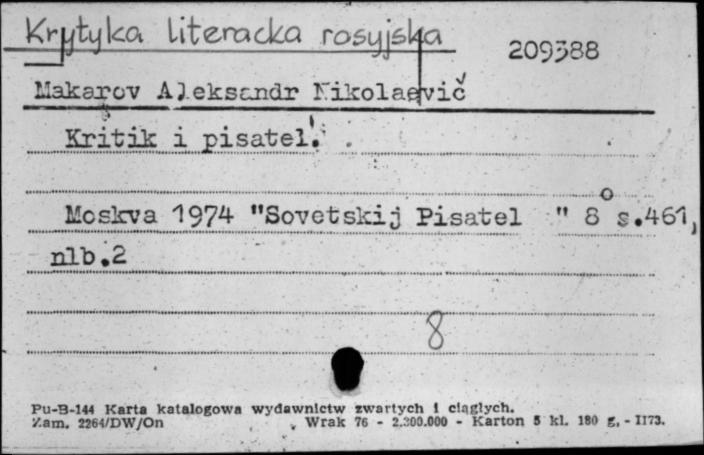 Krytyka literacka rosyjska
209388
Makarov Aleksandr Nikolaevič
Kritik i pisatel'.
Moskva 1974 "Sovetskij Pisatel " 8° s.461,
nlb.2
8
Pu-B-144 Karta katalogowa wydawnictw zwartych i ciągłych.
Zam. 2264/DW/On Wrak 76 - 2.300.000 - Karton 5 kl. 180 g. - II73.